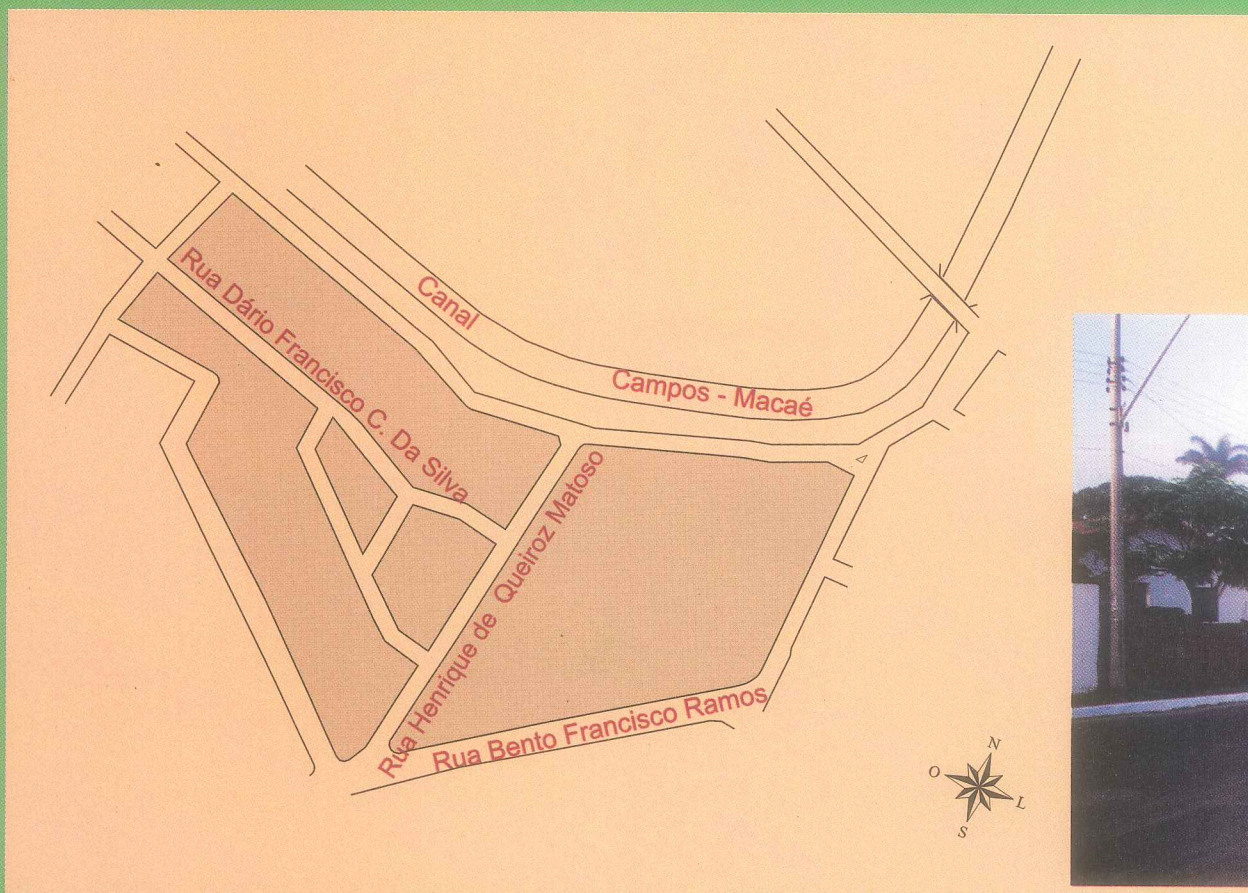 Canal
Campos - Macaé
Rua Dário Francisco C. Da Silva
Rua Henrique de Queiroz Matoso
Rua Bento Francisco Ramos
N
O
L
S